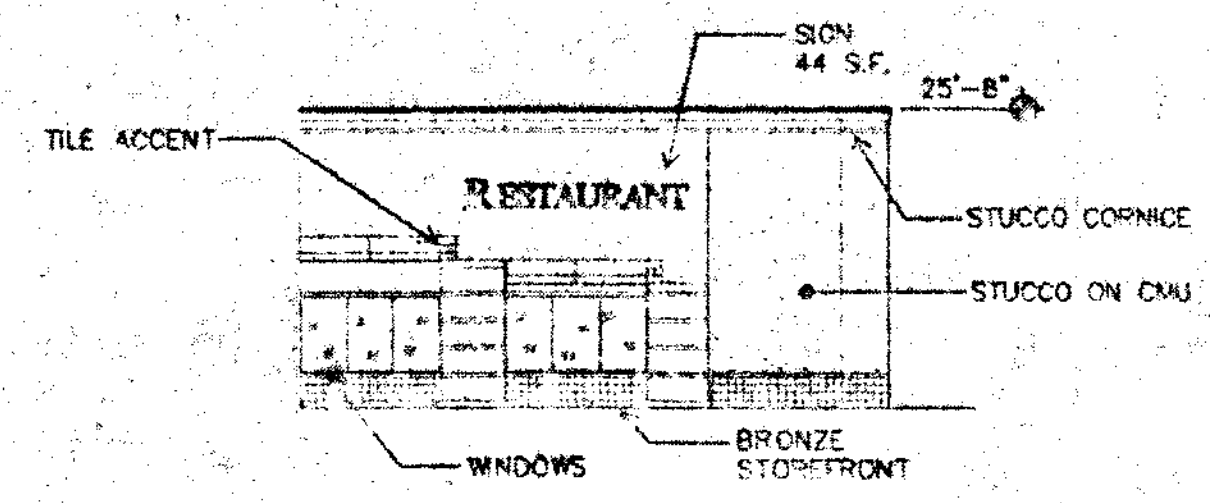 SIGN
44 S.F.
25'-8"
TILE ACCENT
RESTAURANT
STUCCO CORNICE
STUCCO ON CMU
BRONZE
STOREFRONT
WINDOWS